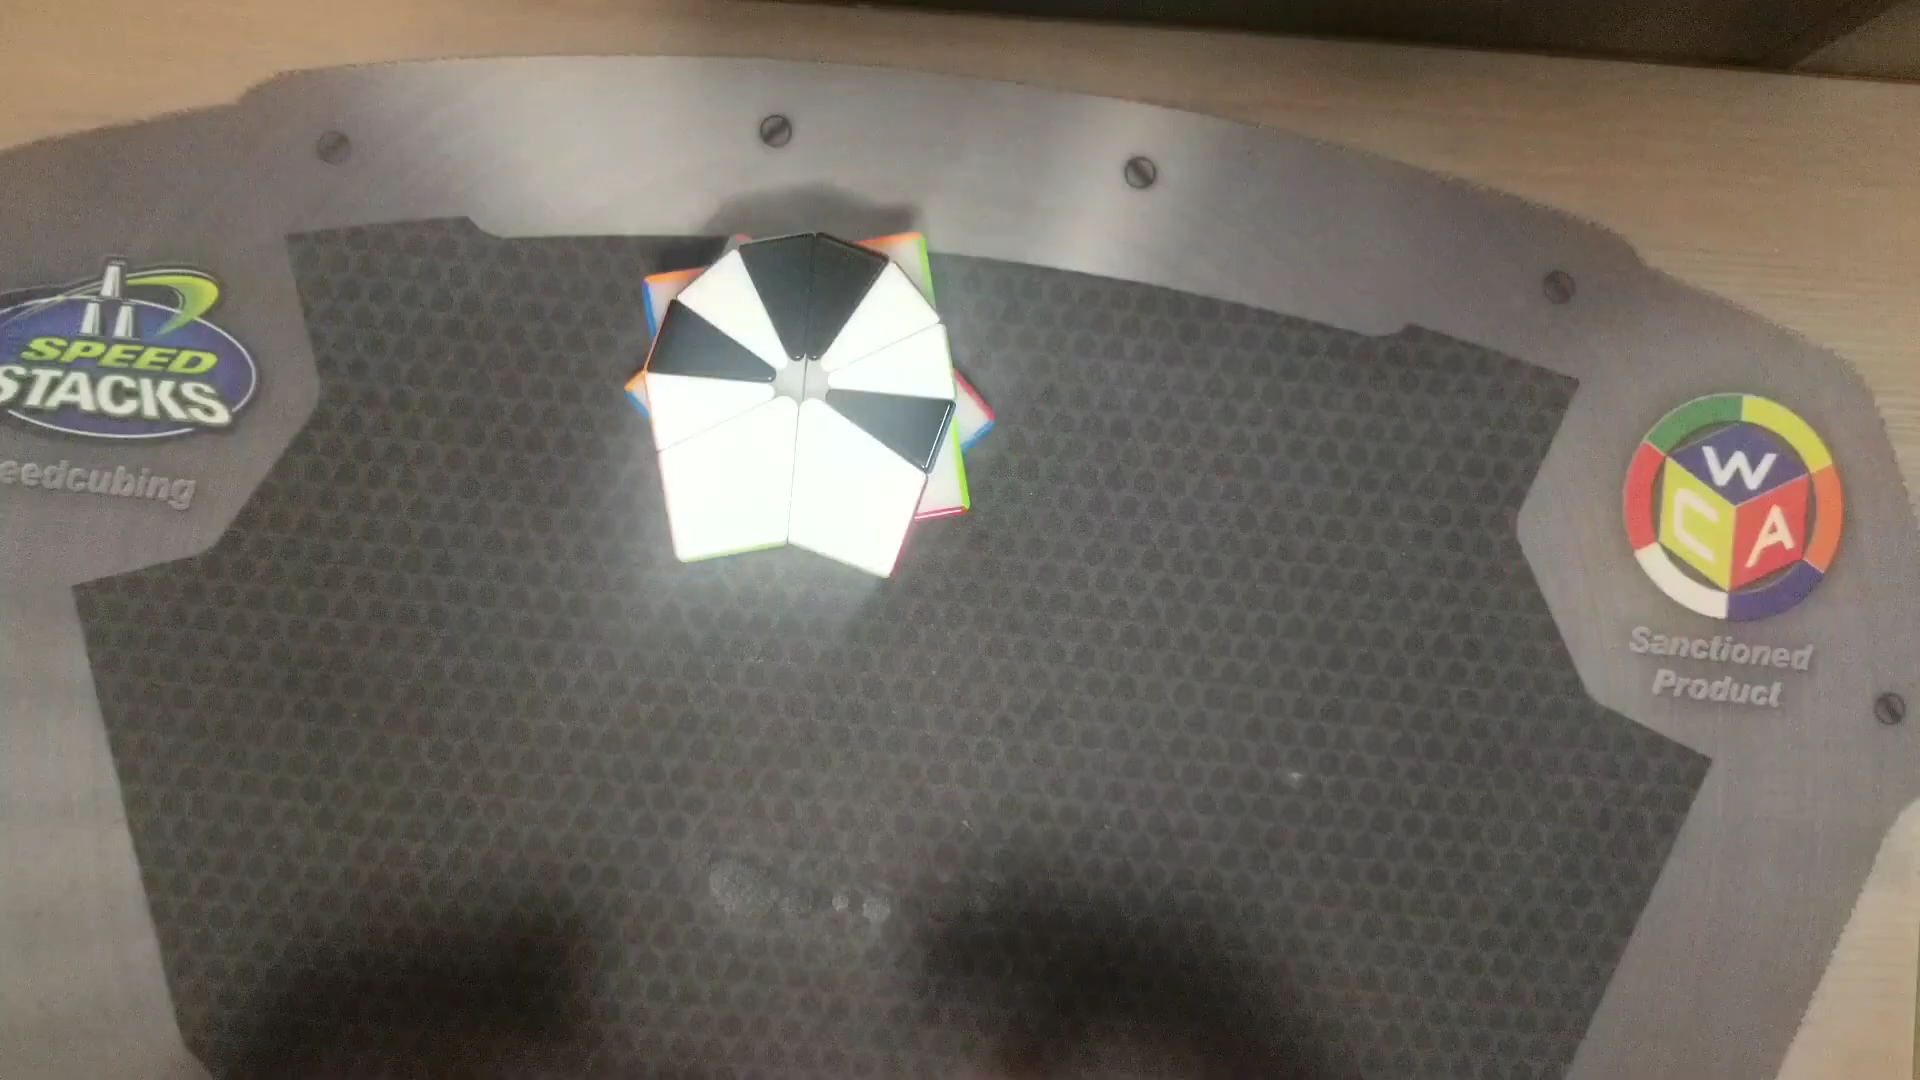 SPEED
STACKS
eedcubing
W
C A
Sanctioned
Product